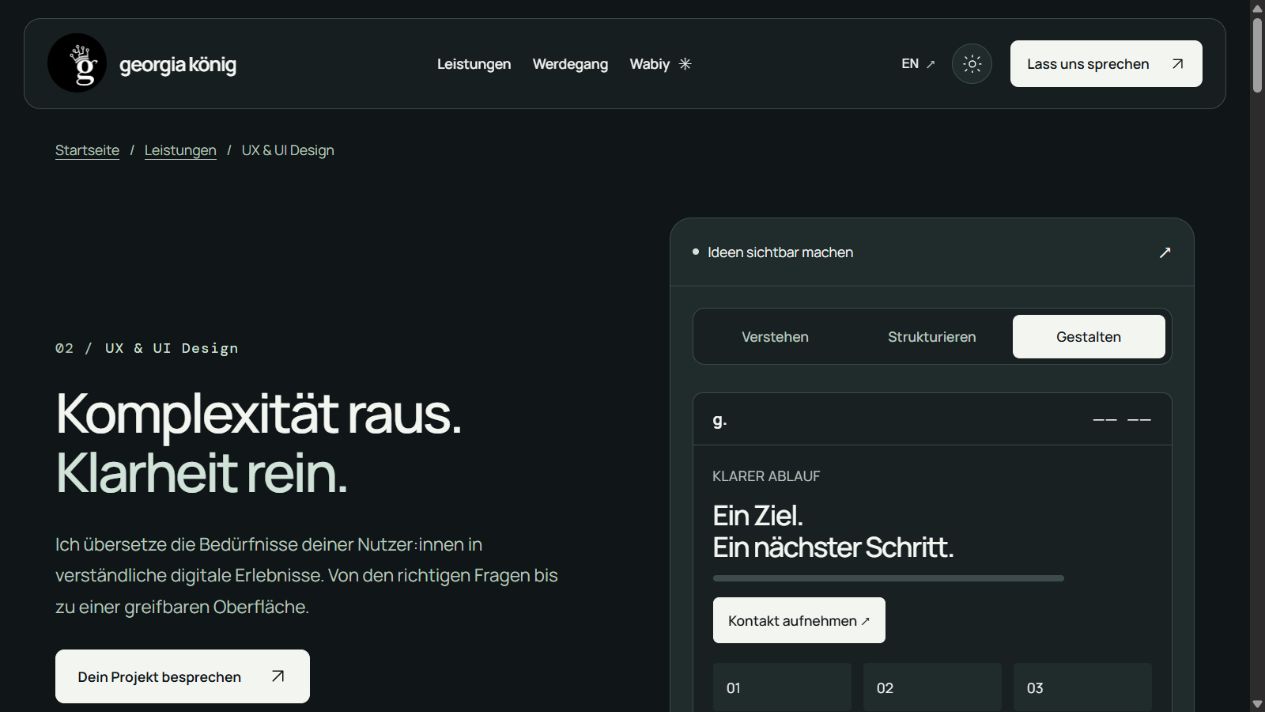 g
georgia könig
Leistungen
Werdegang
Wabiy ✳
EN ↗
Lass uns sprechen ↗
Startseite / Leistungen / UX & UI Design
02 / UX & UI Design
Komplexität raus.
Klarheit rein.
Ich übersetze die Bedürfnisse deiner Nutzer:innen in
verständliche digitale Erlebnisse. Von den richtigen Fragen bis
zu einer greifbaren Oberfläche.
Dein Projekt besprechen ↗
Ideen sichtbar machen ↗
Verstehen
Strukturieren
Gestalten
g.
KLARER ABLAUF
Ein Ziel.
Ein nächster Schritt.
Kontakt aufnehmen ↗
01
02
03